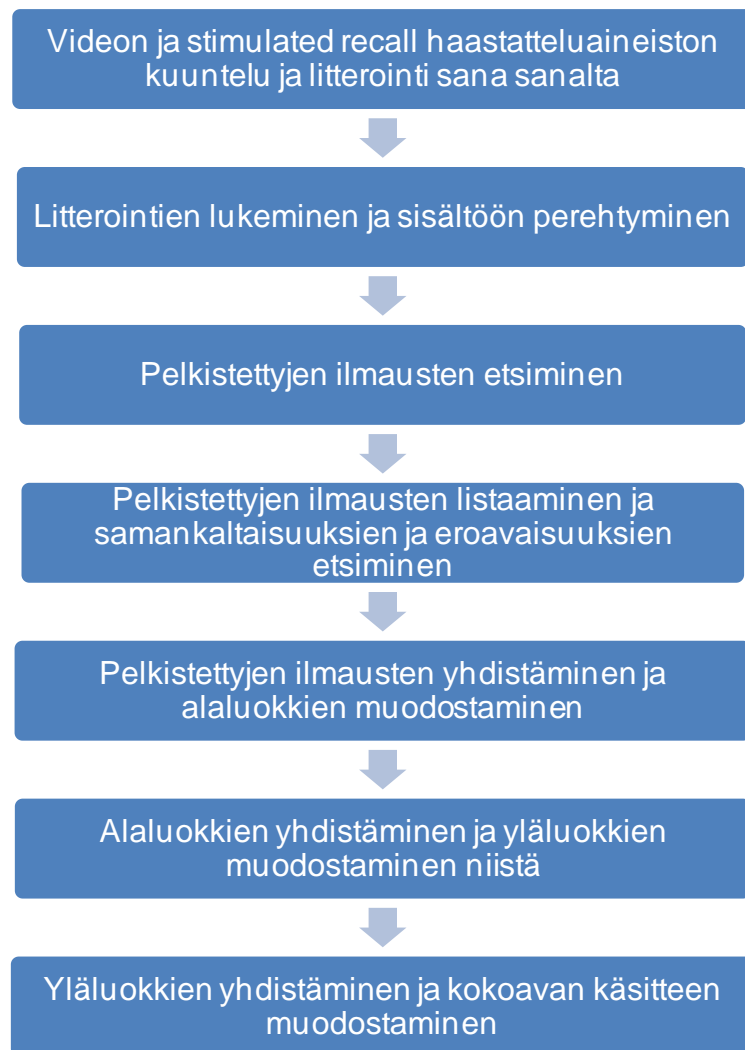 Videon ja stimulated recall haastatteluaineiston
kuuntelu ja litterointi sana sanalta
Litterointien lukeminen ja sisältöön perehtyminen
Pelkistettyjen ilmausten etsiminen
Pelkistettyjen ilmausten listaaminen ja
samankaltaisuuksien ja eroavaisuuksien
etsiminen
Pelkistettyjen ilmausten yhdistäminen ja
alaluokkien muodostaminen
Alaluokkien yhdistäminen ja yläluokkien
muodostaminen niistä
Yläluokkien yhdistäminen ja kokoavan käsitteen
muodostaminen